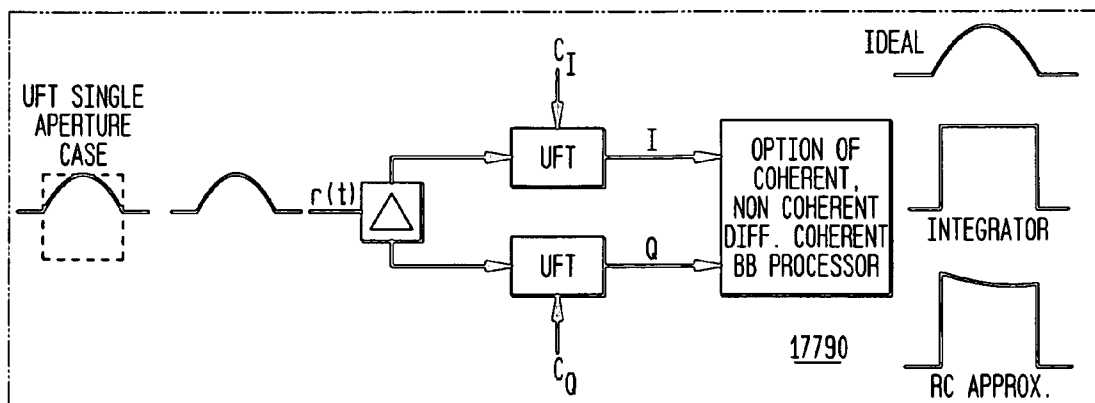 UFT SINGLE
APERTURE
CASE
r(t)
C_I
UFT
I
UFT
Q
C_Q
OPTION OF
COHERENT,
NON COHERENT
DIFF. COHERENT
BB PROCESSOR
17790
IDEAL
INTEGRATOR
RC APPROX.